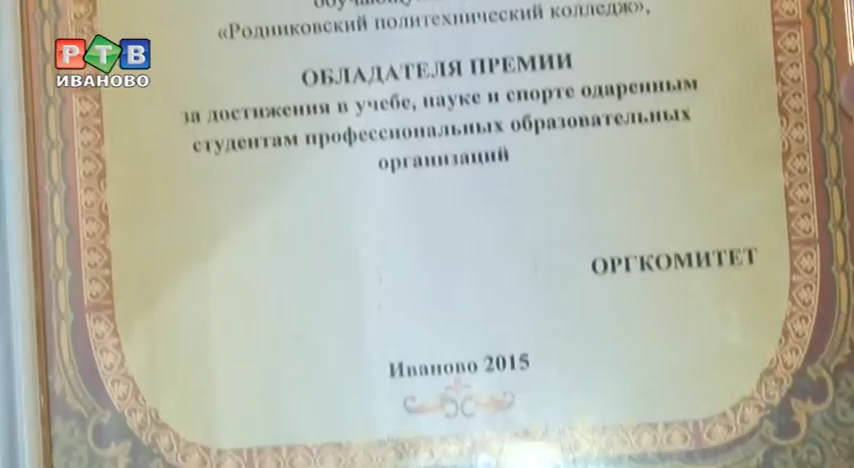 РТВ
ИВАНОВО
«Родниковский политехнический колледж»,
ОБЛАДАТЕЛЯ ПРЕМИИ
за достижения в учебе, науке и спорте одаренным
студентам профессиональных образовательных
организаций
ОРГКОМИТЕТ
Иваново 2015